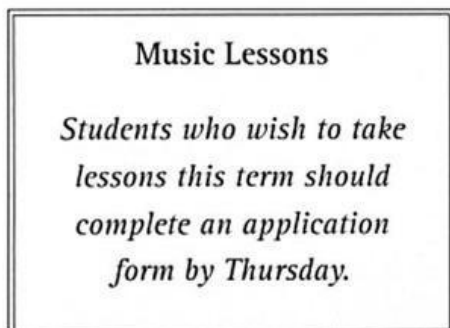 Music Lessons
Students who wish to take
lessons this term should
complete an application
form by Thursday.